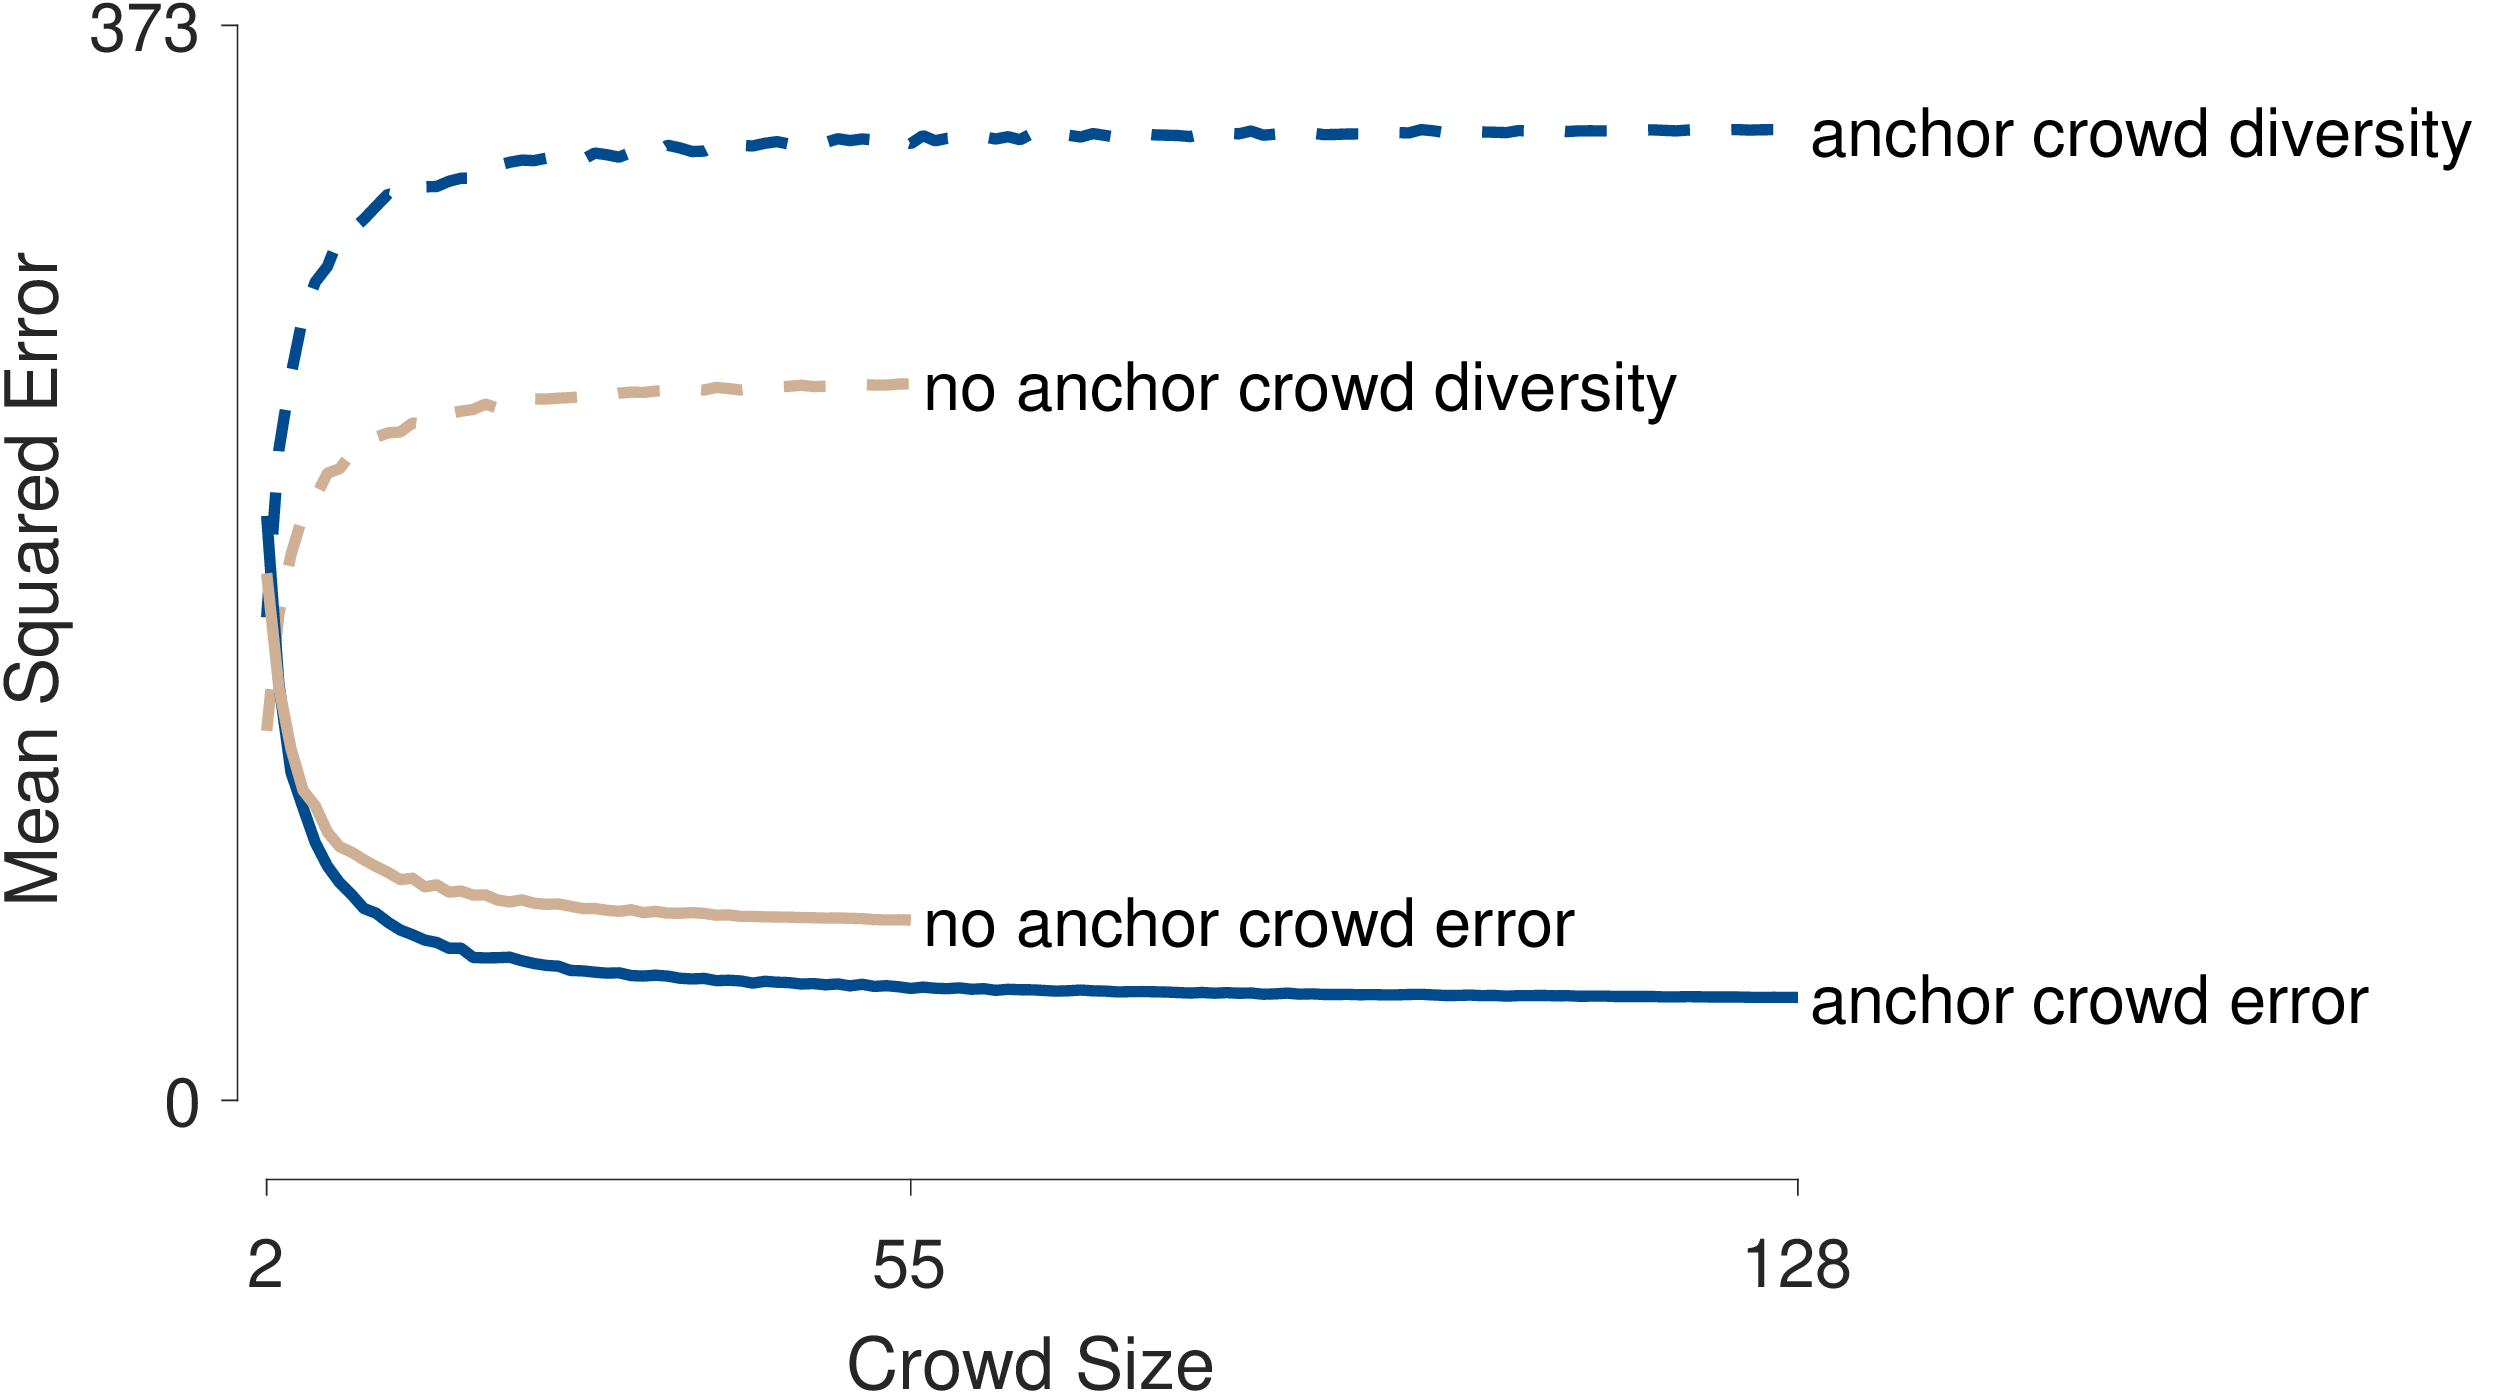 373
anchor crowd diversity
no anchor crowd diversity
Mean Squared Error
no anchor crowd error
anchor crowd error
0
2 55 128
Crowd Size